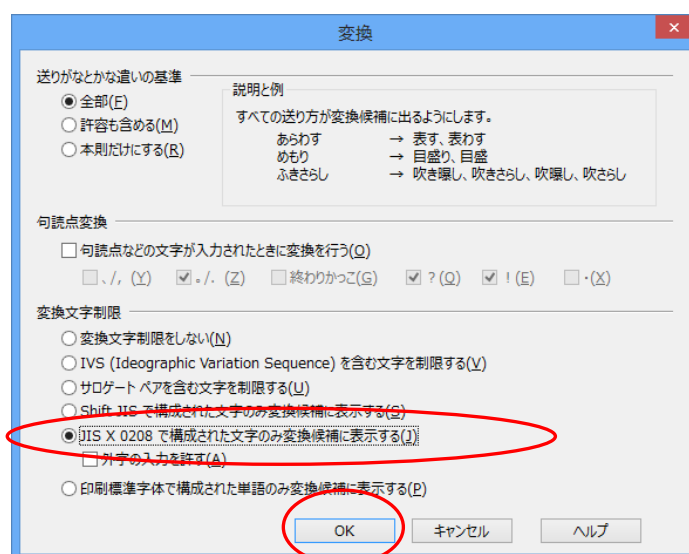 変換
送りがなとかな遣いの基準
全部(F)
許容も含める(M)
本則だけにする(R)
説明と例
すべての送り方が変換候補に出るようにします。
あらわす → 表す、表わす
めもり → 目盛り、目盛
ふきさらし → 吹き曝し、吹きさらし、吹曝し、吹さらし
句読点変換
句読点などの文字が入力されたときに変換を行う(O)
、/, (Y) 。/. (Z) 終わりかっこ(G) ? (Q) ! (E) ・(X)
変換文字制限
変換文字制限をしない(N)
IVS (Ideographic Variation Sequence) を含む文字を制限する(V)
サロゲート ペアを含む文字を制限する(U)
Shift JIS で構成された文字のみ変換候補に表示する(S)
JIS X 0208 で構成された文字のみ変換候補に表示する(J)
外字の入力を許す(A)
印刷標準字体で構成された単語のみ変換候補に表示する(P)
OK キャンセル ヘルプ